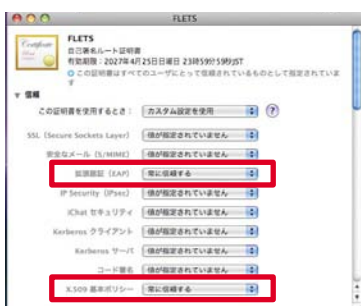 FLETS
Certificate
FLETS
自己署名ルート証明書
有効期限：2027年4月25日日曜日 23時59分59秒JST
この証明書はすべてのユーザにとって信頼されているものとして指定されています
▼ 信頼
この証明書を使用するとき： カスタム設定を使用 ?
SSL (Secure Sockets Layer) 値が指定されていません
安全なメール (S/MIME) 値が指定されていません
拡張認証 (EAP) 常に信頼する
IP Security (IPsec) 値が指定されていません
iChat セキュリティ 値が指定されていません
Kerberos クライアント 値が指定されていません
Kerberos サーバ 値が指定されていません
コード署名 値が指定されていません
X.509 基本ポリシー 常に信頼する